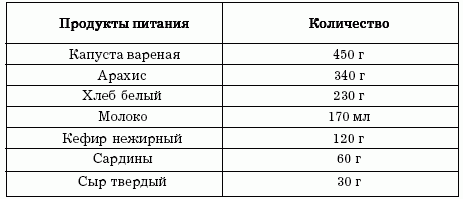 Продукты питания Количество
Капуста вареная 450 г
Арахис 340 г
Хлеб белый 230 г
Молоко 170 мл
Кефир нежирный 120 г
Сардины 60 г
Сыр твердый 30 г